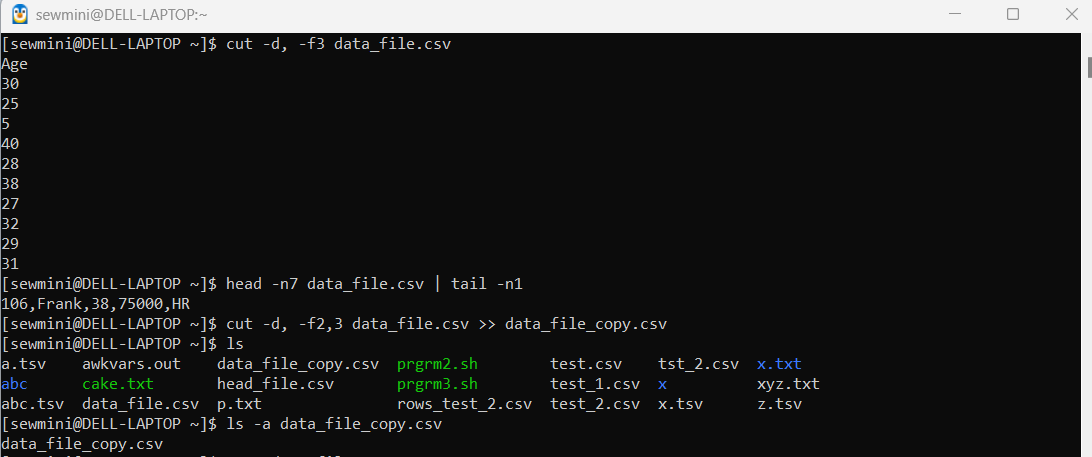 sewmini@DELL-LAPTOP:~
[sewmini@DELL-LAPTOP ~]$ cut -d, -f3 data_file.csv
Age
30
25
5
40
28
38
27
32
29
31
[sewmini@DELL-LAPTOP ~]$ head -n7 data_file.csv | tail -n1
106,Frank,38,75000,HR
[sewmini@DELL-LAPTOP ~]$ cut -d, -f2,3 data_file.csv >> data_file_copy.csv
[sewmini@DELL-LAPTOP ~]$ ls
a.tsv    awkvars.out    data_file_copy.csv  prgrm2.sh        test.csv    tst_2.csv  x.txt
abc      cake.txt       head_file.csv       prgrm3.sh        test_1.csv  x          xyz.txt
abc.tsv  data_file.csv  p.txt               rows_test_2.csv  test_2.csv  x.tsv      z.tsv
[sewmini@DELL-LAPTOP ~]$ ls -a data_file_copy.csv
data_file_copy.csv